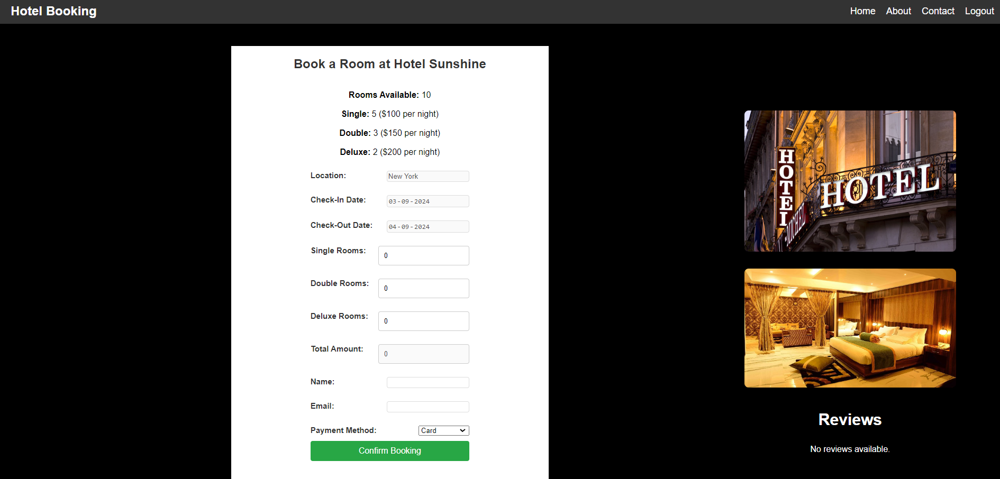 Hotel Booking
Home About Contact Logout
Book a Room at Hotel Sunshine
Rooms Available: 10
Single: 5 ($100 per night)
Double: 3 ($150 per night)
Deluxe: 2 ($200 per night)
Location: New York
Check-In Date: 03-09-2024
Check-Out Date: 04-09-2024
Single Rooms: 0
Double Rooms: 0
Deluxe Rooms: 0
Total Amount: 0
Name:
Email:
Payment Method: Card
Confirm Booking
HOTEL
HOTEL
MICHEL
Reviews
No reviews available.